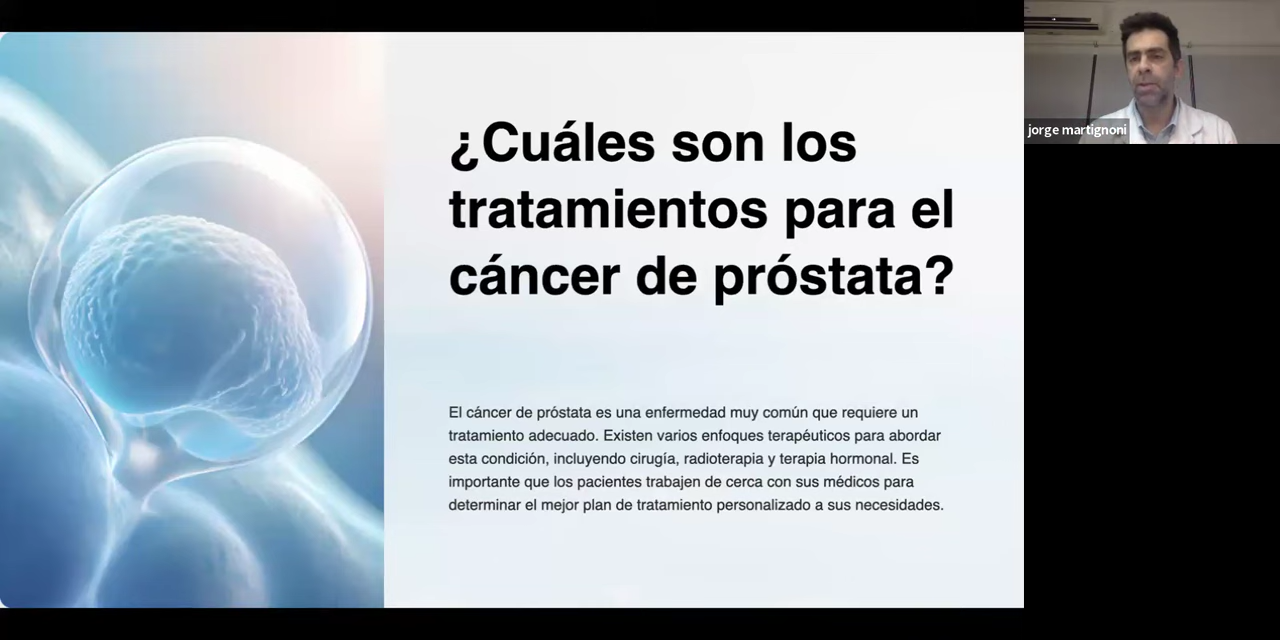 ¿Cuáles son los
tratamientos para el
cáncer de próstata?
El cáncer de próstata es una enfermedad muy común que requiere un
tratamiento adecuado. Existen varios enfoques terapéuticos para abordar
esta condición, incluyendo cirugía, radioterapia y terapia hormonal. Es
importante que los pacientes trabajen de cerca con sus médicos para
determinar el mejor plan de tratamiento personalizado a sus necesidades.
jorge martignoni